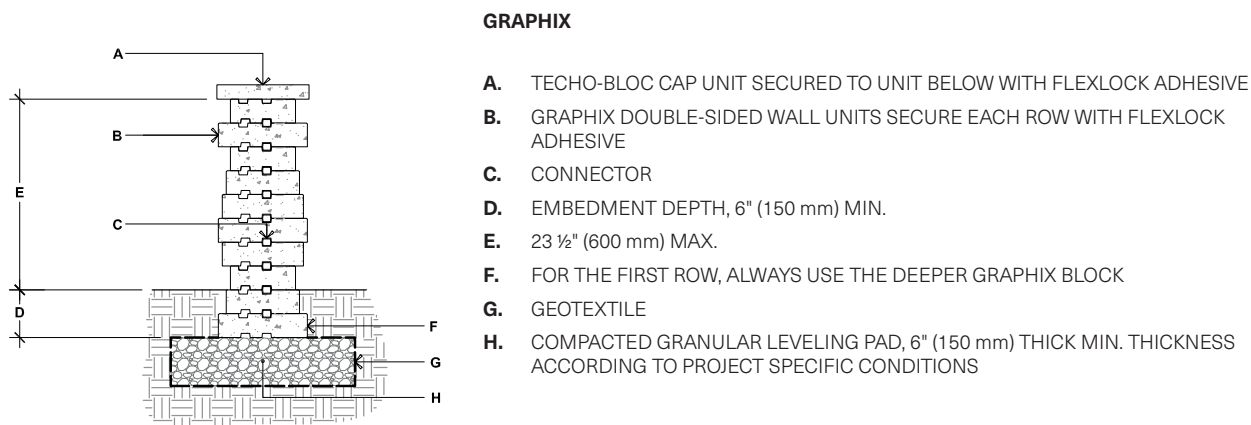 GRAPHIX
A. TECHO-BLOC CAP UNIT SECURED TO UNIT BELOW WITH FLEXLOCK ADHESIVE
B. GRAPHIX DOUBLE-SIDED WALL UNITS SECURE EACH ROW WITH FLEXLOCK
ADHESIVE
C. CONNECTOR
D. EMBEDMENT DEPTH, 6" (150 mm) MIN.
E. 23 ½" (600 mm) MAX.
F. FOR THE FIRST ROW, ALWAYS USE THE DEEPER GRAPHIX BLOCK
G. GEOTEXTILE
H. COMPACTED GRANULAR LEVELING PAD, 6" (150 mm) THICK MIN. THICKNESS
ACCORDING TO PROJECT SPECIFIC CONDITIONS
A
B
E
C
D
F
G
H